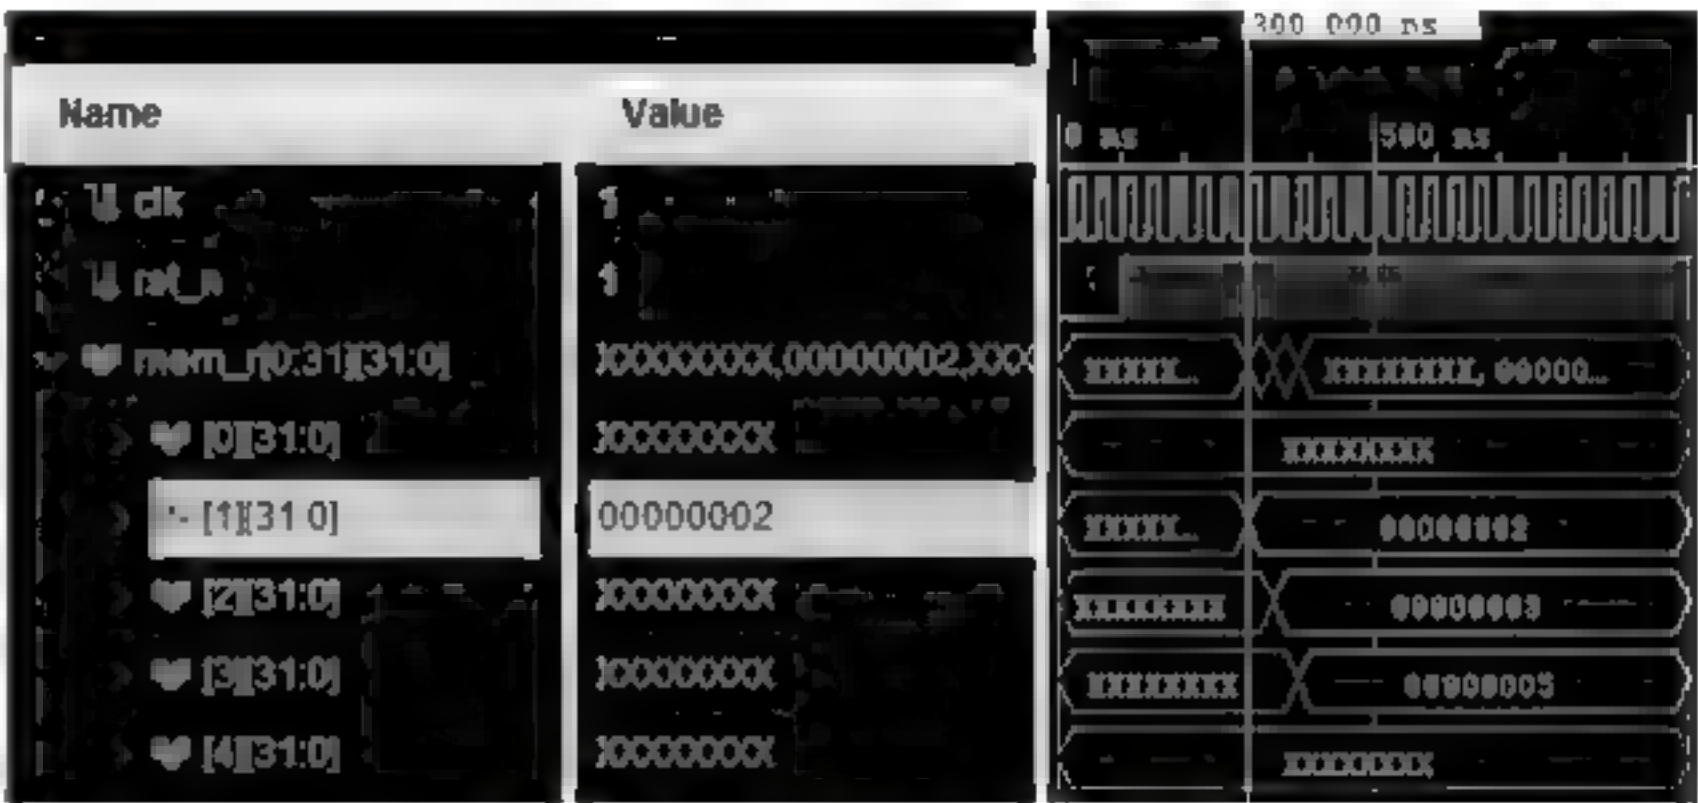 300 000 ns
Name Value
0 ns 500 ns
clk 1
rst_n 1
mem_r[0:31][31:0] XXXXXXXX,00000002,XXX XXXXX... XXXXXXXX, 00000...
[0][31:0] XXXXXXXX XXXXXXXX
[1][31:0] 00000002 XXXXX... 00000002
[2][31:0] XXXXXXXX XXXXXXXX 00000003
[3][31:0] XXXXXXXX XXXXXXXX 00000005
[4][31:0] XXXXXXXX XXXXXXXX